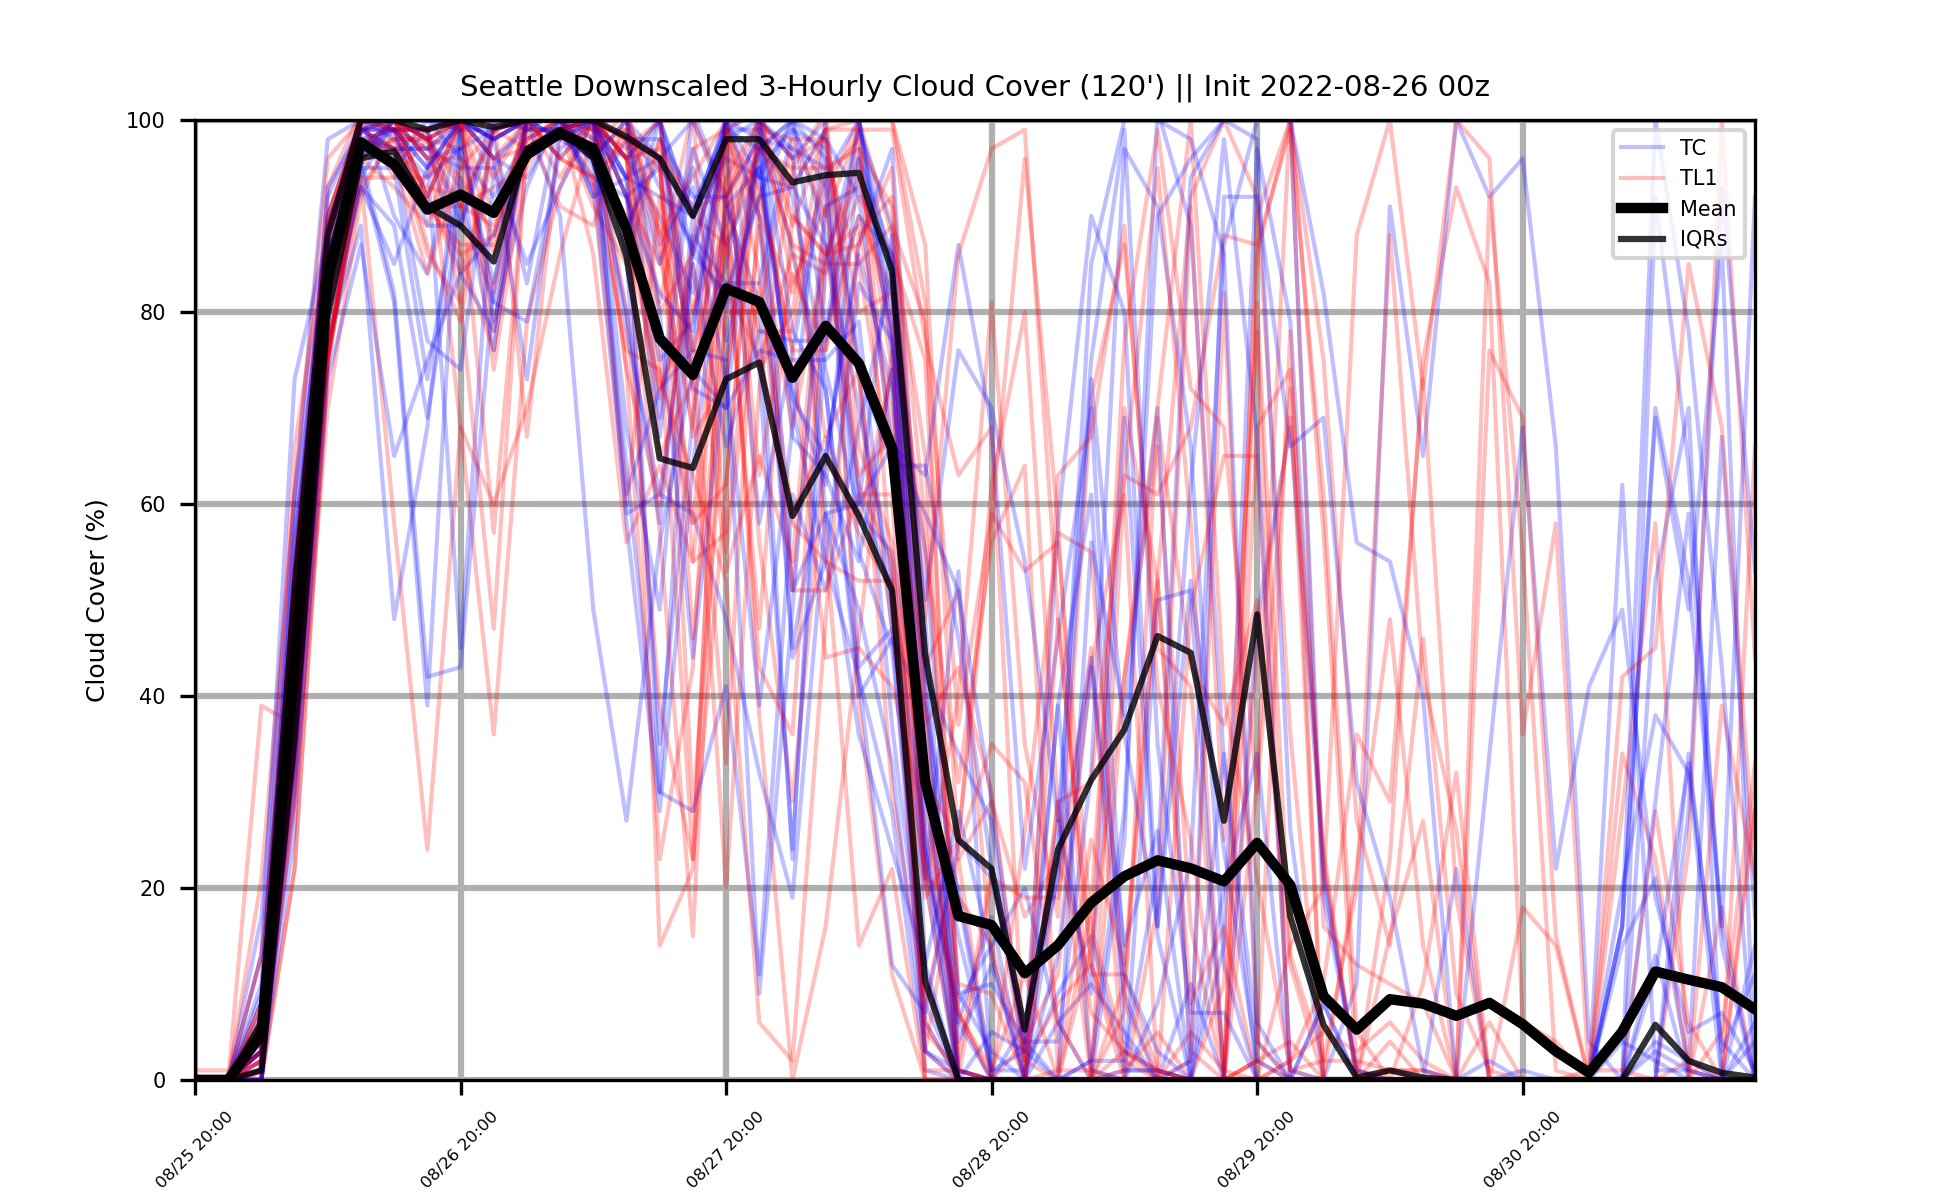 Seattle Downscaled 3-Hourly Cloud Cover (120') || Init 2022-08-26 00z
TC
TL1
Mean
IQRs
Cloud Cover (%)
100
80
60
40
20
0
08/25 20:00
08/26 20:00
08/27 20:00
08/28 20:00
08/29 20:00
08/30 20:00